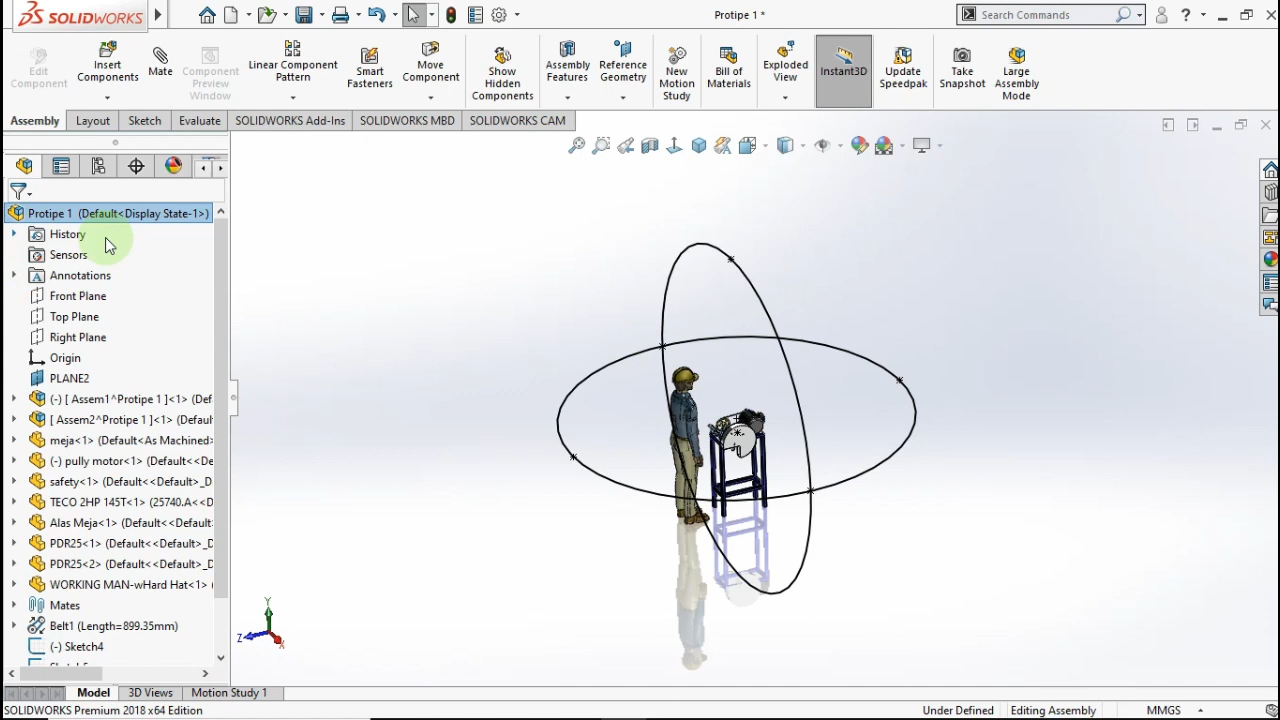 SOLIDWORKS
Protipe 1 *
Search Commands
?
Edit
Component
Insert
Components
Mate
Component
Preview
Window
Linear Component
Pattern
Smart
Fasteners
Move
Component
Show
Hidden
Components
Assembly
Features
Reference
Geometry
New
Motion
Study
Bill of
Materials
Exploded
View
Instant3D
Update
Speedpak
Take
Snapshot
Large
Assembly
Mode
Assembly
Layout
Sketch
Evaluate
SOLIDWORKS Add-Ins
SOLIDWORKS MBD
SOLIDWORKS CAM
Protipe 1 (Default<Display State-1>)
History
Sensors
Annotations
Front Plane
Top Plane
Right Plane
Origin
PLANE2
(-) [ Assem1^Protipe 1 ]<1> (Def
[ Assem2^Protipe 1 ]<1> (Defaul
meja<1> (Default<As Machined>
(-) pully motor<1> (Default<<De
safety<1> (Default<<Default>_D
TECO 2HP 145T<1> (25740.A<<D
Alas Meja<1> (Default<<Default>
PDR25<1> (Default<<Default>_D
PDR25<2> (Default<<Default>_D
WORKING MAN-wHard Hat<1> (
Mates
Belt1 (Length=899.35mm)
(-) Sketch4
Y
Z
X
Model
3D Views
Motion Study 1
SOLIDWORKS Premium 2018 x64 Edition
Under Defined
Editing Assembly
MMGS